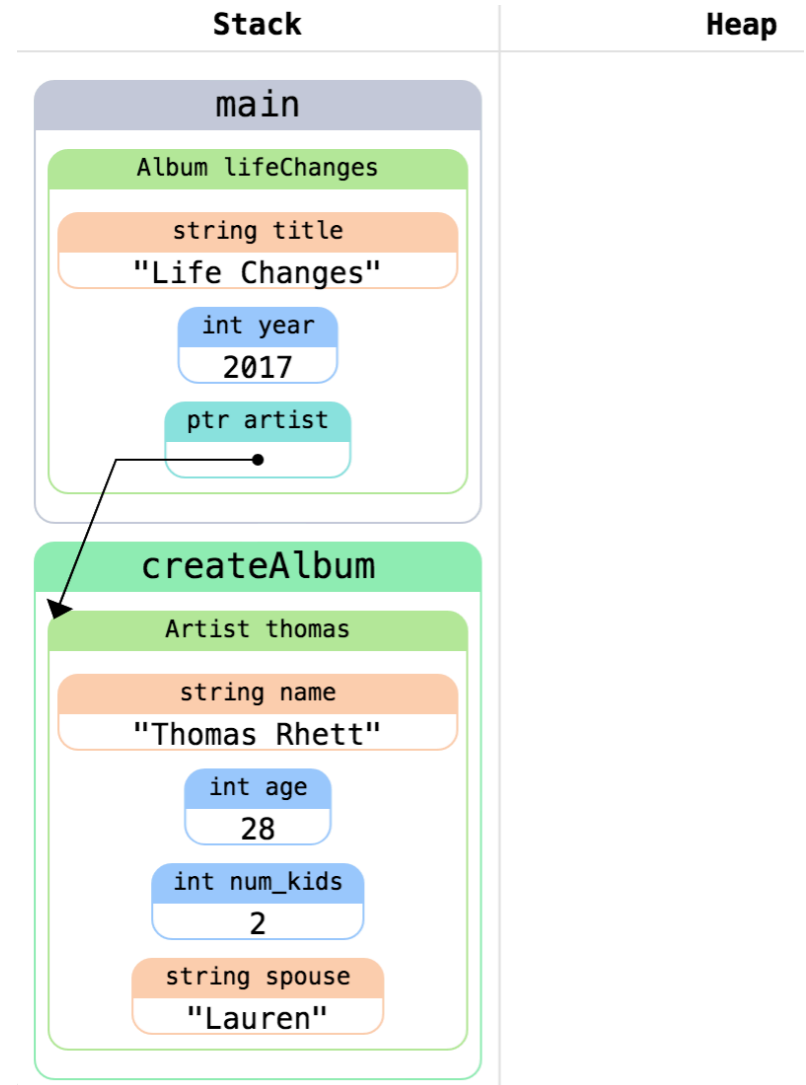 Stack Heap
main
Album lifeChanges
string title
"Life Changes"
int year
2017
ptr artist
createAlbum
Artist thomas
string name
"Thomas Rhett"
int age
28
int num_kids
2
string spouse
"Lauren"